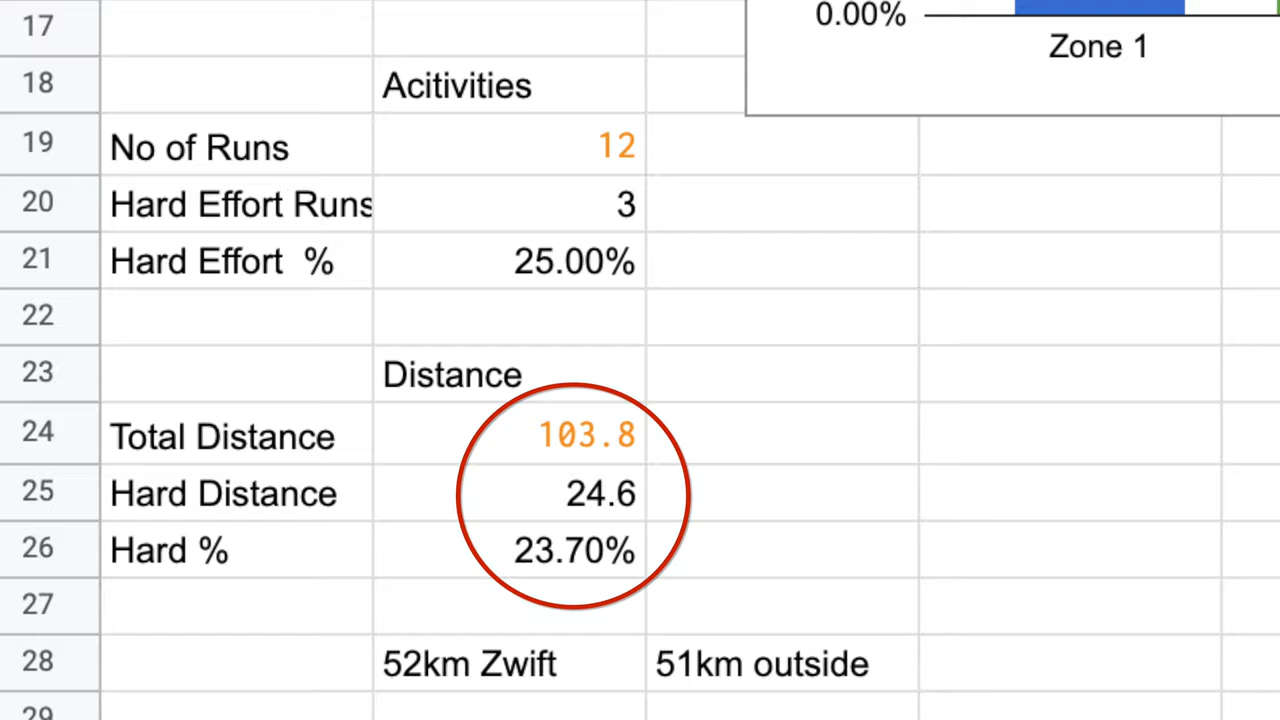 0.00%
Zone 1
17
18 Acitivities
19 No of Runs 12
20 Hard Effort Runs 3
21 Hard Effort % 25.00%
22
23 Distance
24 Total Distance 103.8
25 Hard Distance 24.6
26 Hard % 23.70%
27
28 52km Zwift 51km outside
29